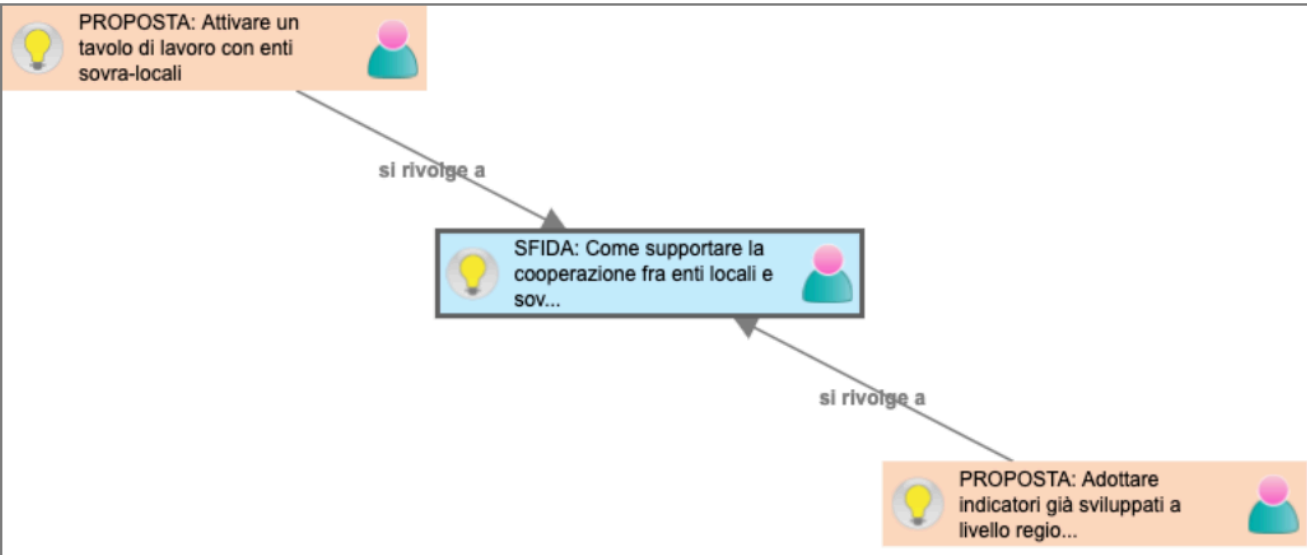 PROPOSTA: Attivare un
tavolo di lavoro con enti
sovra-locali
si rivolge a
SFIDA: Come supportare la
cooperazione fra enti locali e
sov...
si rivolge a
PROPOSTA: Adottare
indicatori già sviluppati a
livello regio...